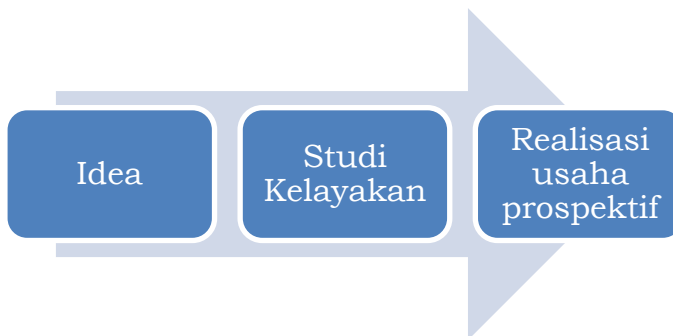 Idea
Studi
Kelayakan
Realisasi
usaha
prospektif